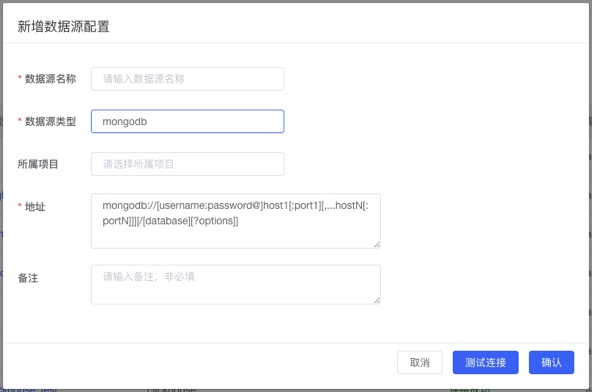 新增数据源配置
* 数据源名称
请输入数据源名称
* 数据源类型
mongodb
所属项目
请选择所属项目
* 地址
mongodb://[username:password@]host1[:port1][,...hostN[:
portN]]][/[database][?options]]
备注
请输入备注，非必填
取消
测试连接
确认